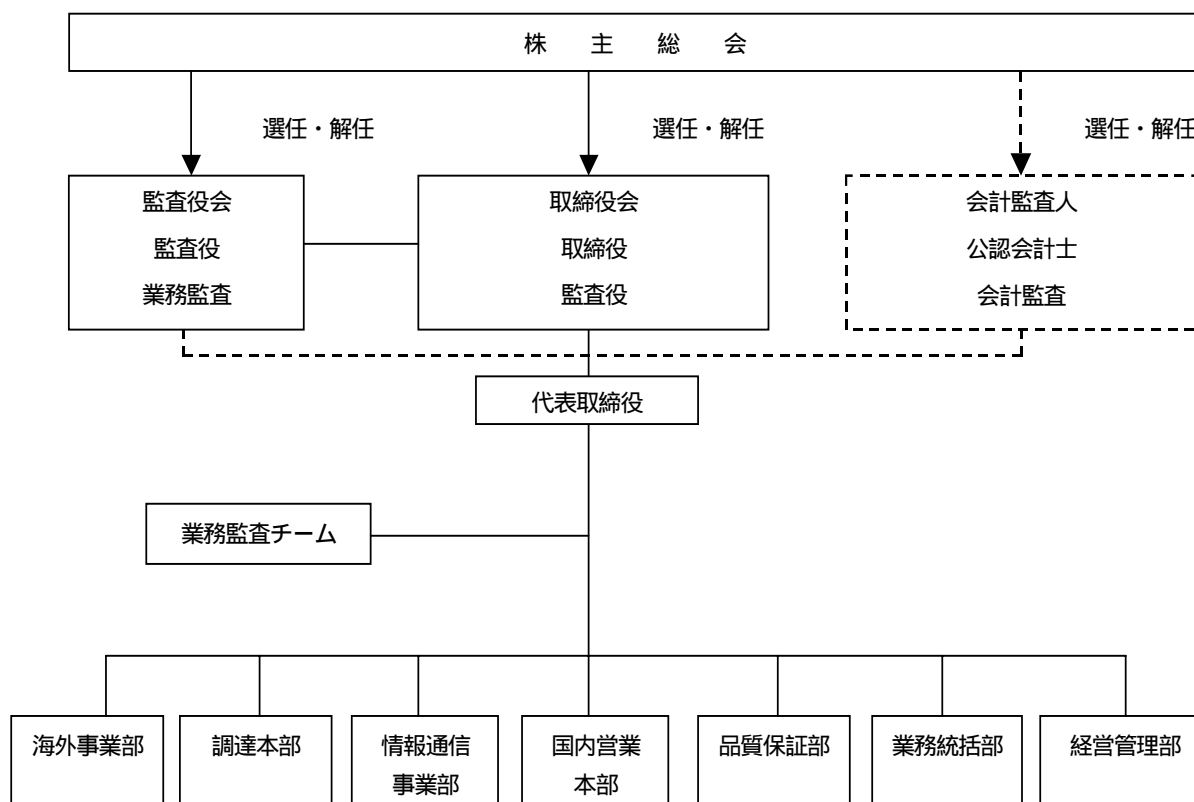 株主総会
選任・解任
選任・解任
選任・解任
監査役会
監査役
業務監査
取締役会
取締役
監査役
会計監査人
公認会計士
会計監査
代表取締役
業務監査チーム
海外事業部
調達本部
情報通信
事業部
国内営業
本部
品質保証部
業務統括部
経営管理部